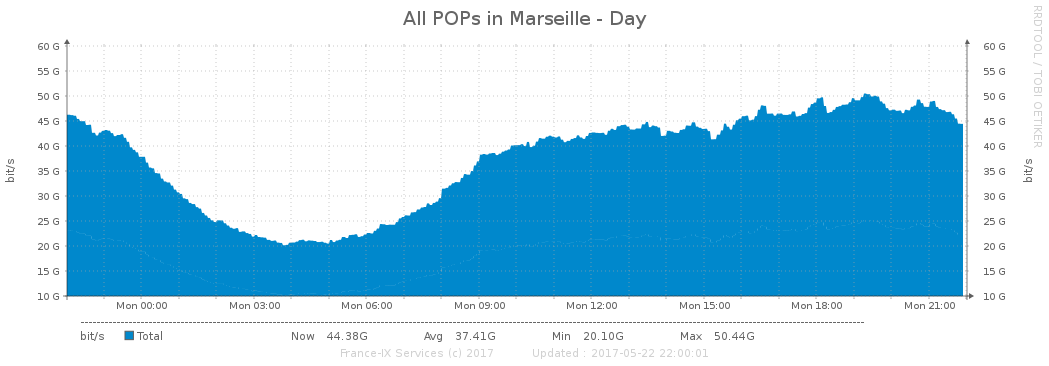 All POPs in Marseille - Day
RRDTOOL / TOBI OETIKER
bit/s
60 G
55 G
50 G
45 G
40 G
35 G
30 G
25 G
20 G
15 G
10 G
60 G
55 G
50 G
45 G
40 G
35 G
30 G
25 G
20 G
15 G
10 G
bit/s
Mon 00:00 Mon 03:00 Mon 06:00 Mon 09:00 Mon 12:00 Mon 15:00 Mon 18:00 Mon 21:00
bit/s Total Now 44.38G Avg 37.41G Min 20.10G Max 50.44G
France-IX Services (c) 2017 Updated : 2017-05-22 22:00:01